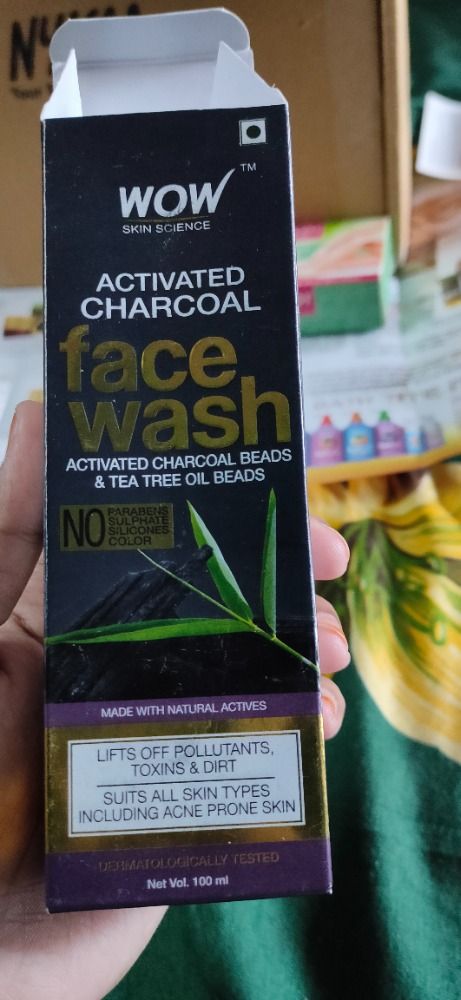 WOW
TM
SKIN SCIENCE
ACTIVATED
CHARCOAL
face
wash
ACTIVATED CHARCOAL BEADS
& TEA TREE OIL BEADS
NO
PARABENS
SULPHATE
SILICONES
COLOR
MADE WITH NATURAL ACTIVES
LIFTS OFF POLLUTANTS,
TOXINS & DIRT
SUITS ALL SKIN TYPES
INCLUDING ACNE PRONE SKIN
DERMATOLOGICALLY TESTED
Net Vol. 100 ml